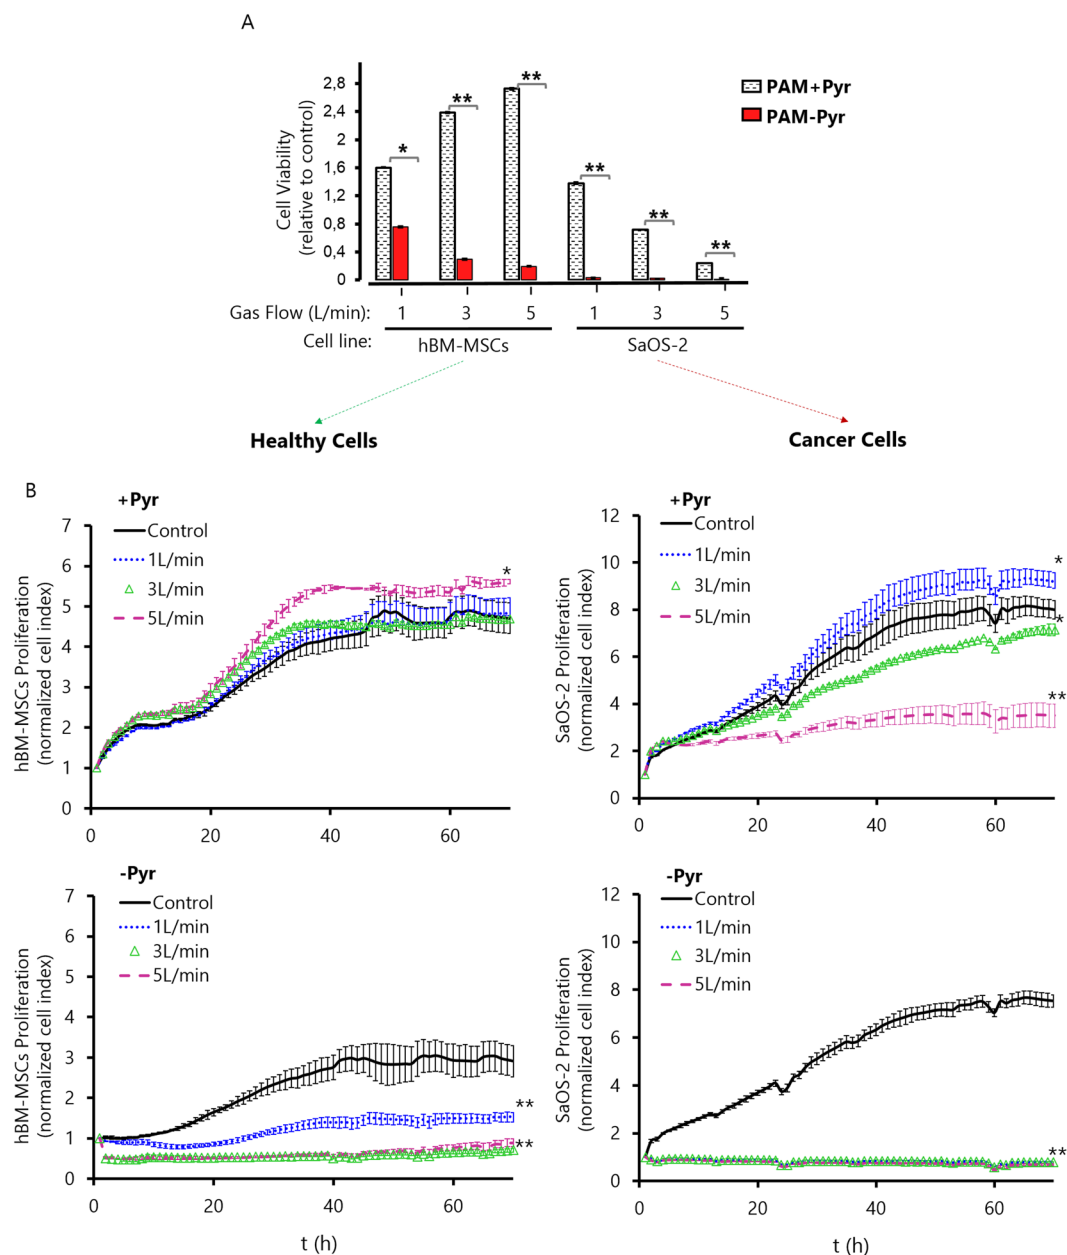 A
Cell Viability
(relative to control)
2,8
2,4
2
1,6
1,2
0,8
0,4
0
*
**
**
**
**
**
PAM+Pyr
PAM-Pyr
Gas Flow (L/min): 1 3 5 1 3 5
Cell line: hBM-MSCs SaOS-2
Healthy Cells Cancer Cells
B
+Pyr
Control
1L/min
3L/min
5L/min
hBM-MSCs Proliferation
(normalized cell index)
7
6
5
4
3
2
1
0
0 20 40 60
*
+Pyr
Control
1L/min
3L/min
5L/min
SaOS-2 Proliferation
(normalized cell index)
12
10
8
6
4
2
0
0 20 40 60
*
*
**
-Pyr
Control
1L/min
3L/min
5L/min
hBM-MSCs Proliferation
(normalized cell index)
7
6
5
4
3
2
1
0
0 20 40 60
**
**
t (h)
-Pyr
Control
1L/min
3L/min
5L/min
SaOS-2 Proliferation
(normalized cell index)
12
10
8
6
4
2
0
0 20 40 60
**
t (h)